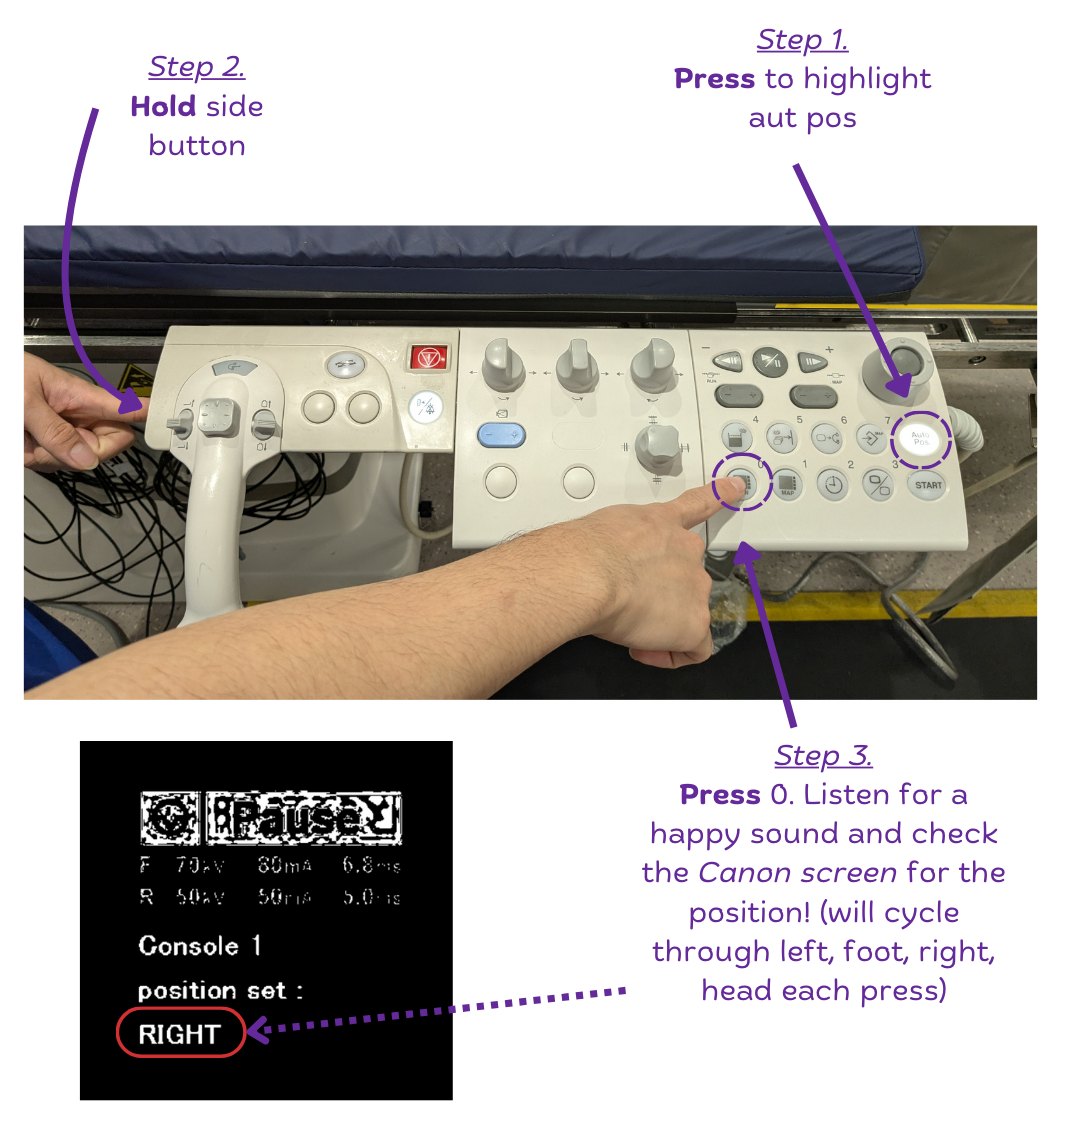 Step 2.
Hold side
button
Step 1.
Press to highlight
aut pos
- +
RUN MAP
4 5 6 7
MAP
Auto
Pos.
0 1 2 3
MAP
START
Step 3.
Press 0. Listen for a
happy sound and check
the Canon screen for the
position! (will cycle
through left, foot, right,
head each press)
Pause
F 70kV 80mA 6.8ms
R 50kV 50mA 5.0ms
Console 1
position set :
RIGHT